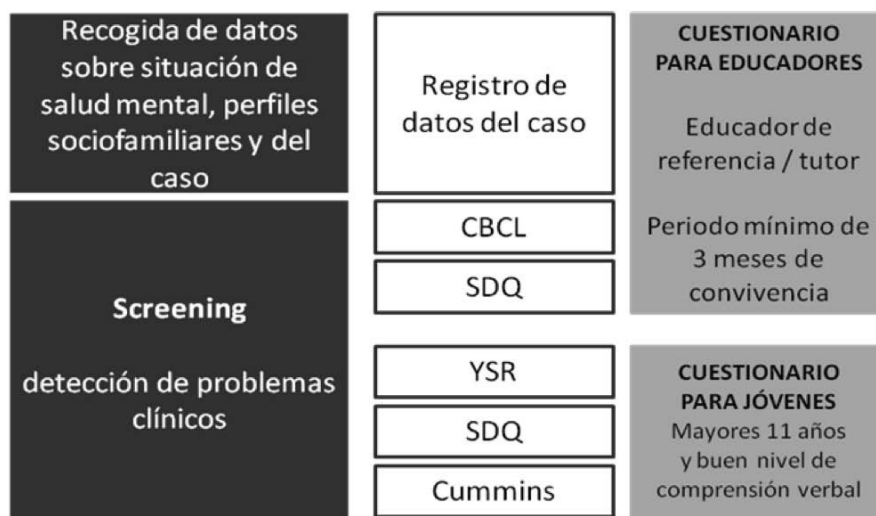 Recogida de datos
sobre situación de
salud mental, perfiles
sociofamiliares y del
caso
Screening
detección de problemas
clínicos
Registro de
datos del caso
CBCL
SDQ
YSR
SDQ
Cummins
CUESTIONARIO
PARA EDUCADORES
Educador de
referencia / tutor
Periodo mínimo de
3 meses de
convivencia
CUESTIONARIO
PARA JÓVENES
Mayores 11 años
y buen nivel de
comprensión verbal